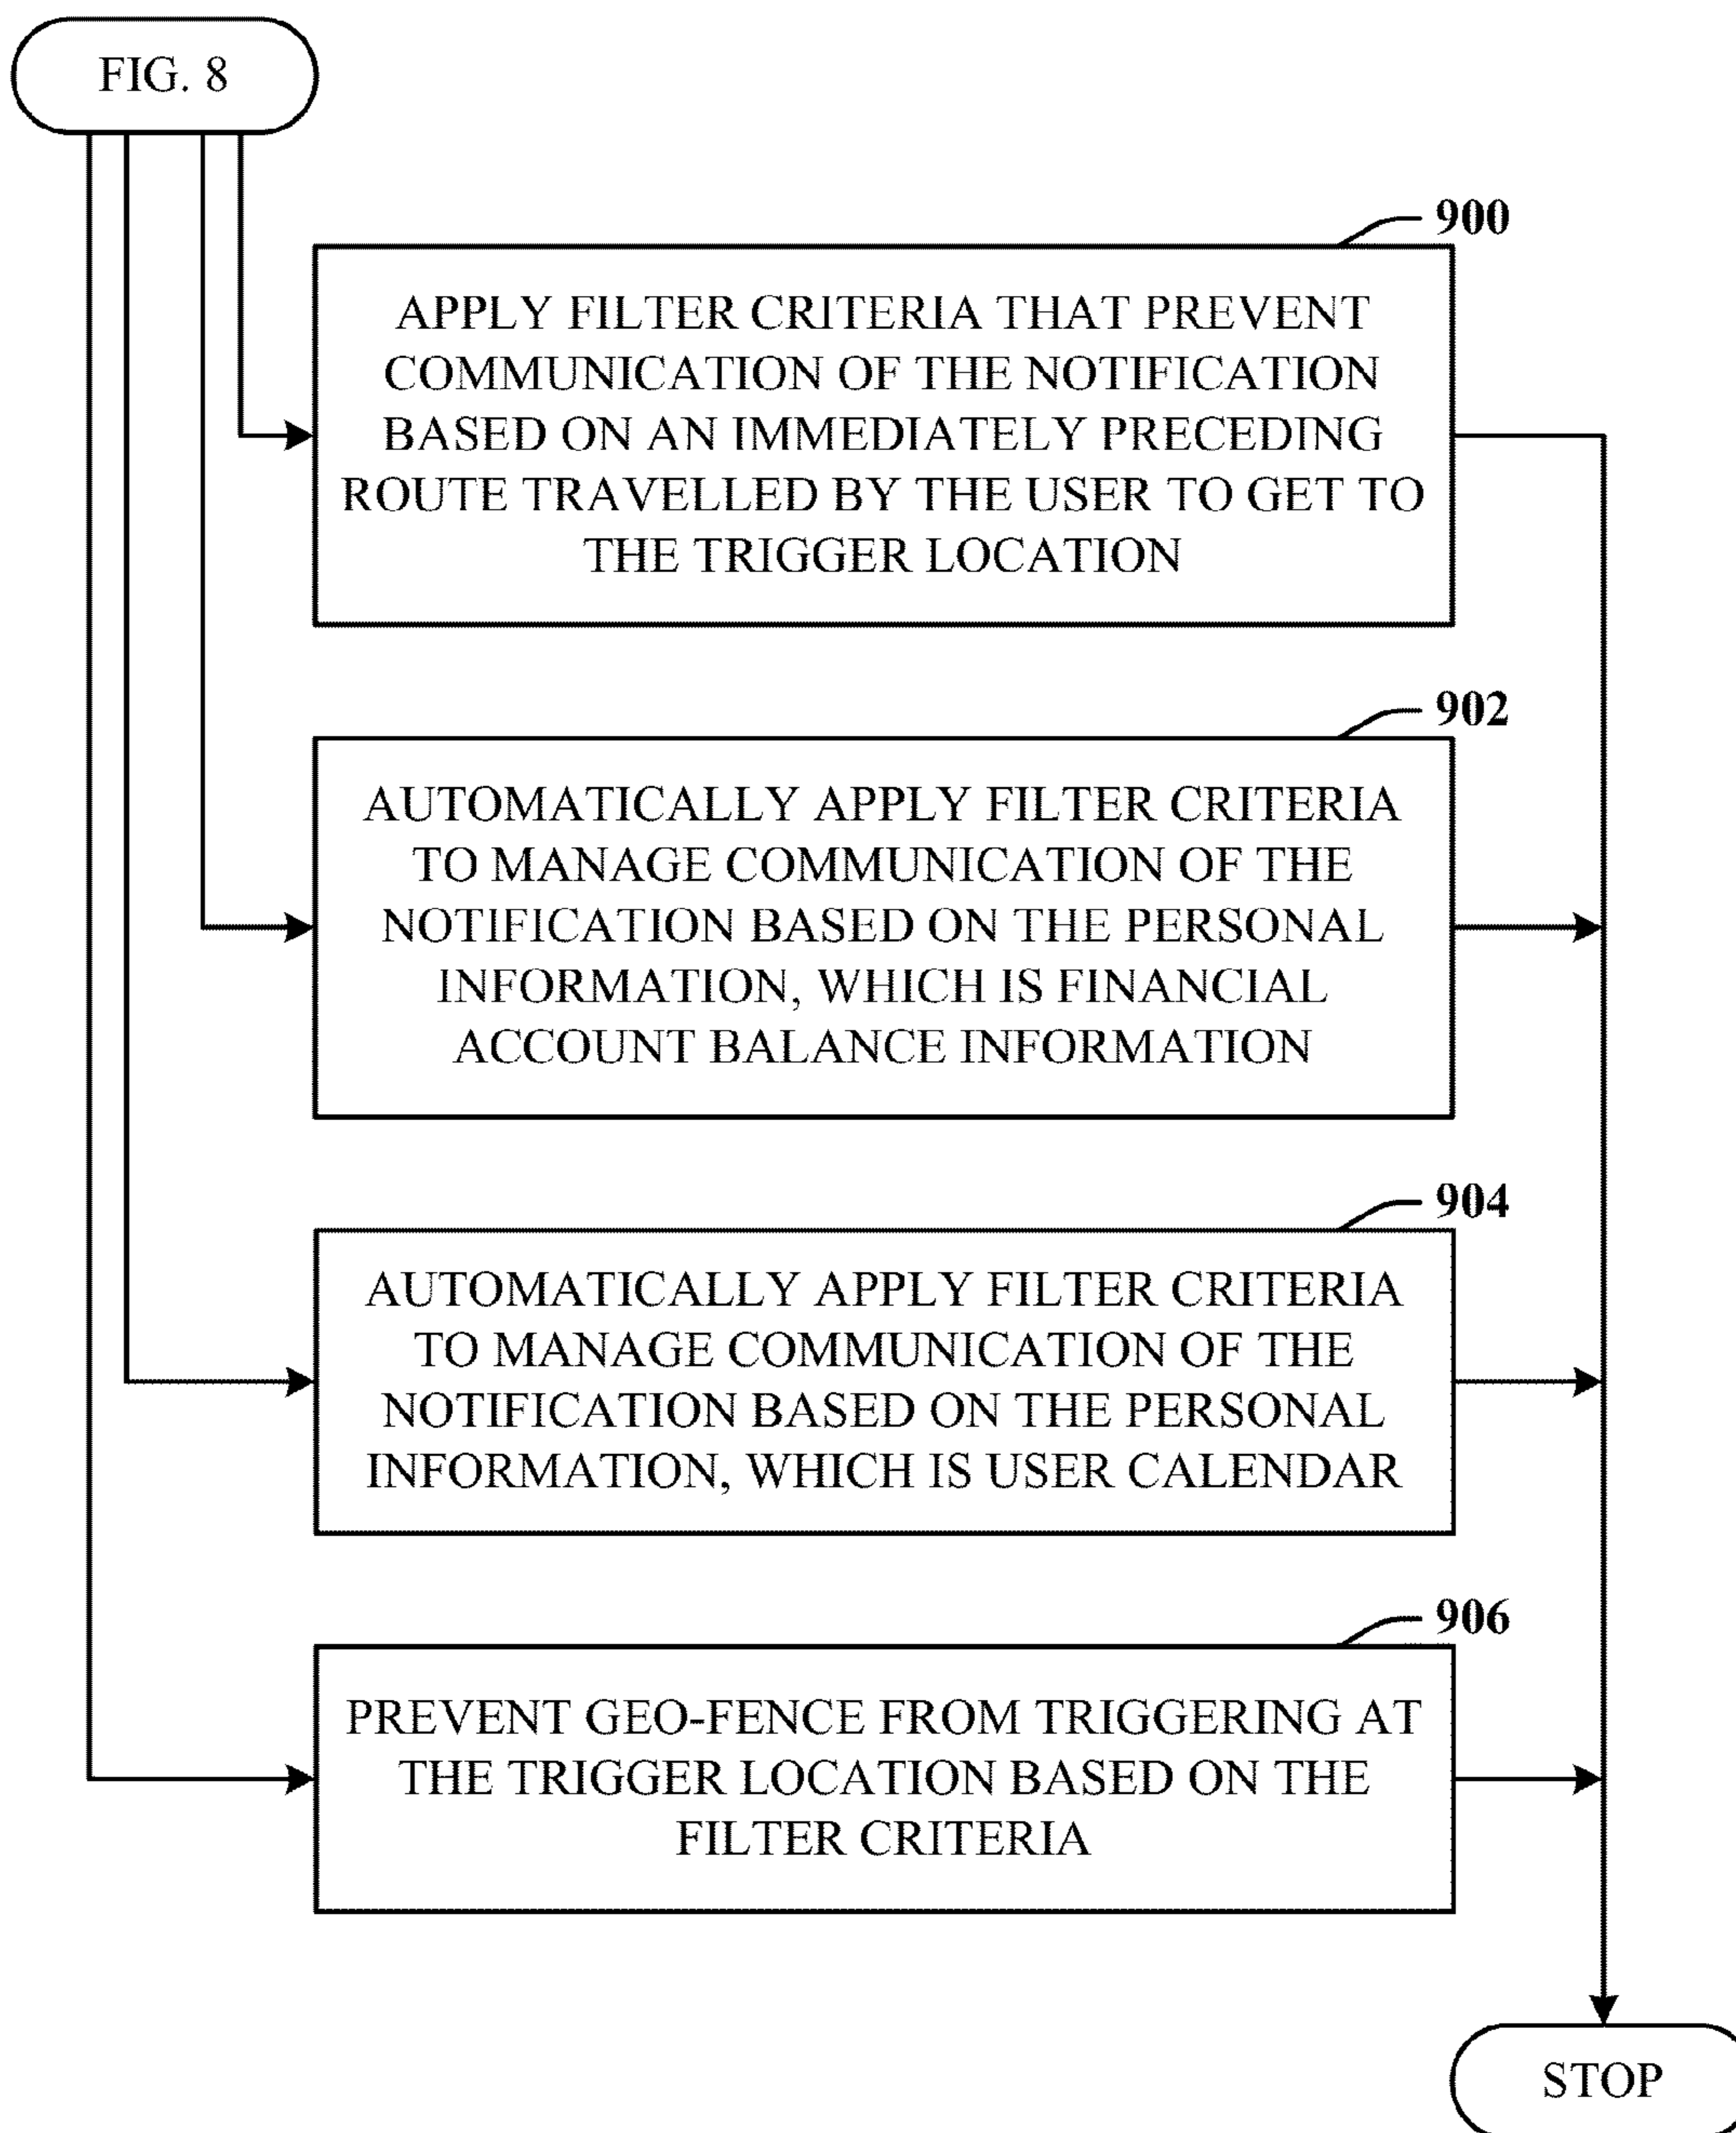 FIG. 8
900
APPLY FILTER CRITERIA THAT PREVENT
COMMUNICATION OF THE NOTIFICATION
BASED ON AN IMMEDIATELY PRECEDING
ROUTE TRAVELLED BY THE USER TO GET TO
THE TRIGGER LOCATION
902
AUTOMATICALLY APPLY FILTER CRITERIA
TO MANAGE COMMUNICATION OF THE
NOTIFICATION BASED ON THE PERSONAL
INFORMATION, WHICH IS FINANCIAL
ACCOUNT BALANCE INFORMATION
904
AUTOMATICALLY APPLY FILTER CRITERIA
TO MANAGE COMMUNICATION OF THE
NOTIFICATION BASED ON THE PERSONAL
INFORMATION, WHICH IS USER CALENDAR
906
PREVENT GEO-FENCE FROM TRIGGERING AT
THE TRIGGER LOCATION BASED ON THE
FILTER CRITERIA
STOP